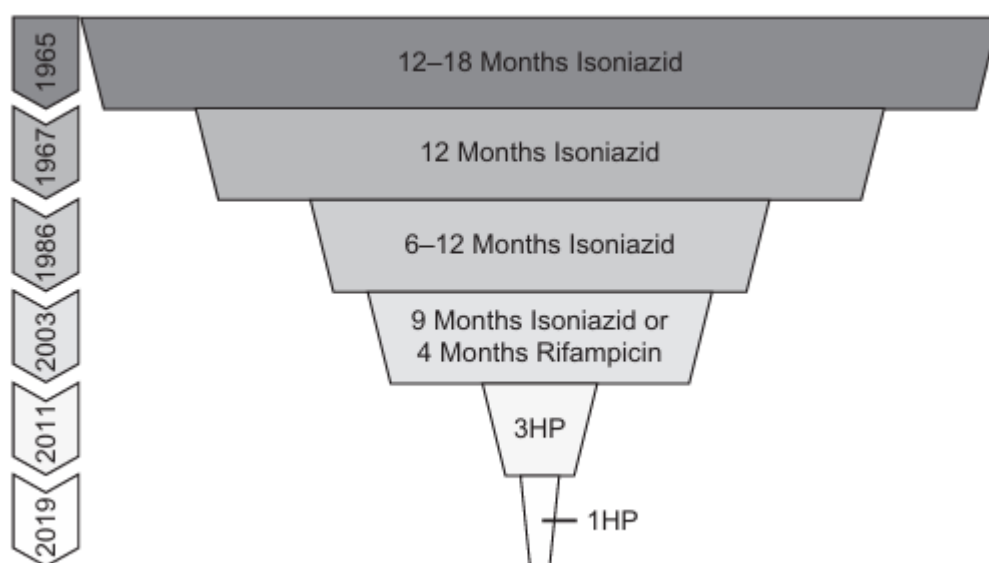 1965
12–18 Months Isoniazid
1967
12 Months Isoniazid
1986
6–12 Months Isoniazid
2003
9 Months Isoniazid or
4 Months Rifampicin
2011
3HP
2019
1HP